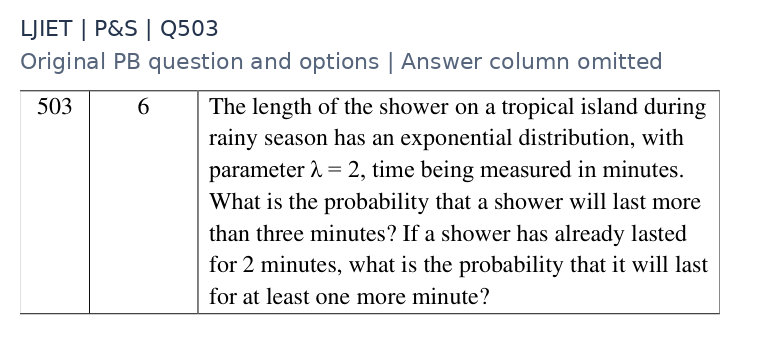 LJIET | P&S | Q503
Original PB question and options | Answer column omitted
503 6 The length of the shower on a tropical island during
rainy season has an exponential distribution, with
parameter λ = 2, time being measured in minutes.
What is the probability that a shower will last more
than three minutes? If a shower has already lasted
for 2 minutes, what is the probability that it will last
for at least one more minute?